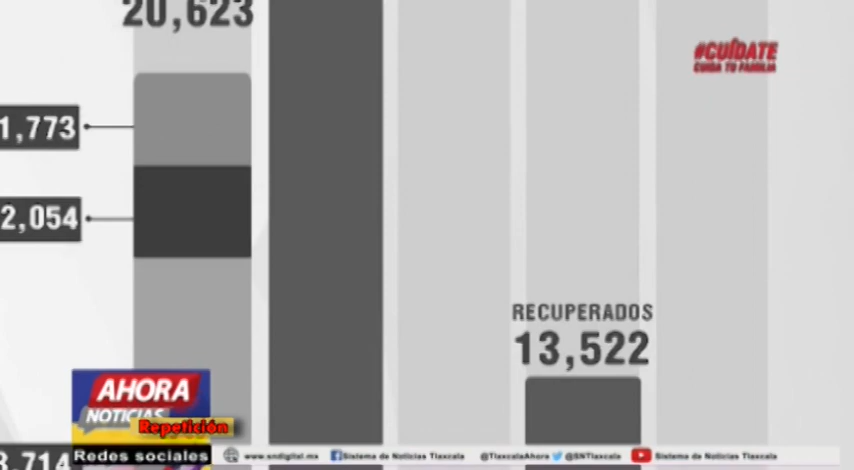 20,623
#CUÍDATE
CUIDA TU FAMILIA
1,773
2,054
RECUPERADOS
13,522
AHORA
NOTICIAS
Repetición
3,714
Redes sociales
www.sndigital.mx
Sistema de Noticias Tlaxcala
@TlaxcalaAhora
@SNTlaxcala
Sistema de Noticias Tlaxcala